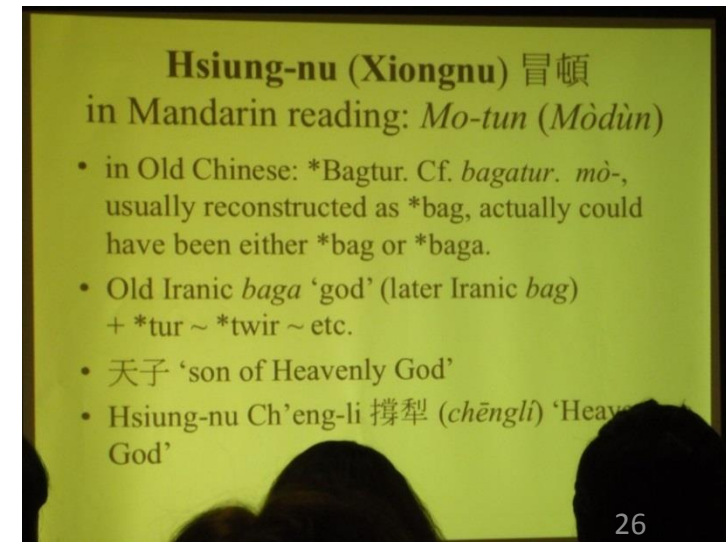 Hsiung-nu (Xiongnu) 冒頓
in Mandarin reading: Mo-tun (Mòdùn)
• in Old Chinese: *Bagtur. Cf. bagatur. mò-,
usually reconstructed as *bag, actually could
have been either *bag or *baga.
• Old Iranic baga ‘god’ (later Iranic bag)
+ *tur ~ *twir ~ etc.
• 天子 ‘son of Heavenly God’
• Hsiung-nu Ch’eng-li 撐犁 (chēnglí)
God’
26